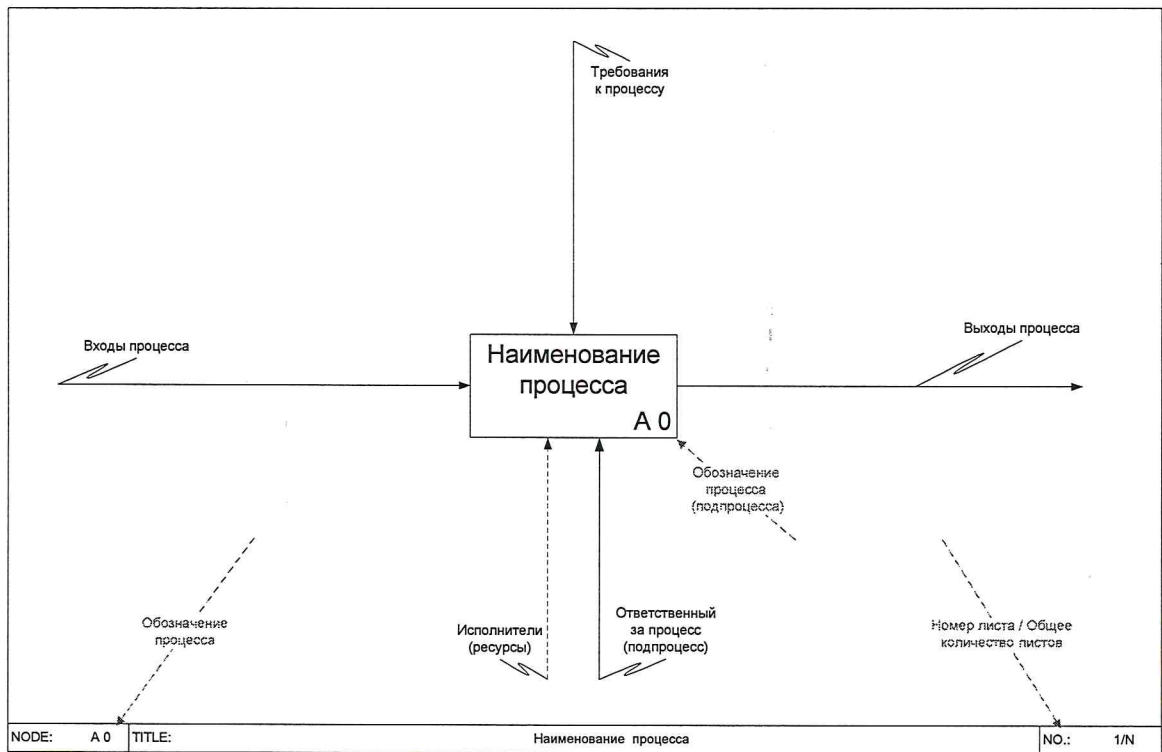 Требования
к процессу
Входы процесса
Выходы процесса
Наименование
процесса
А 0
Обозначение
процесса
(подпроцесса)
Обозначение
процесса
Исполнители
(ресурсы)
Ответственный
за процесс
(подпроцесс)
Номер листа / Общее
количество листов
NODE: А 0 TITLE: Наименование процесса NO.: 1/N